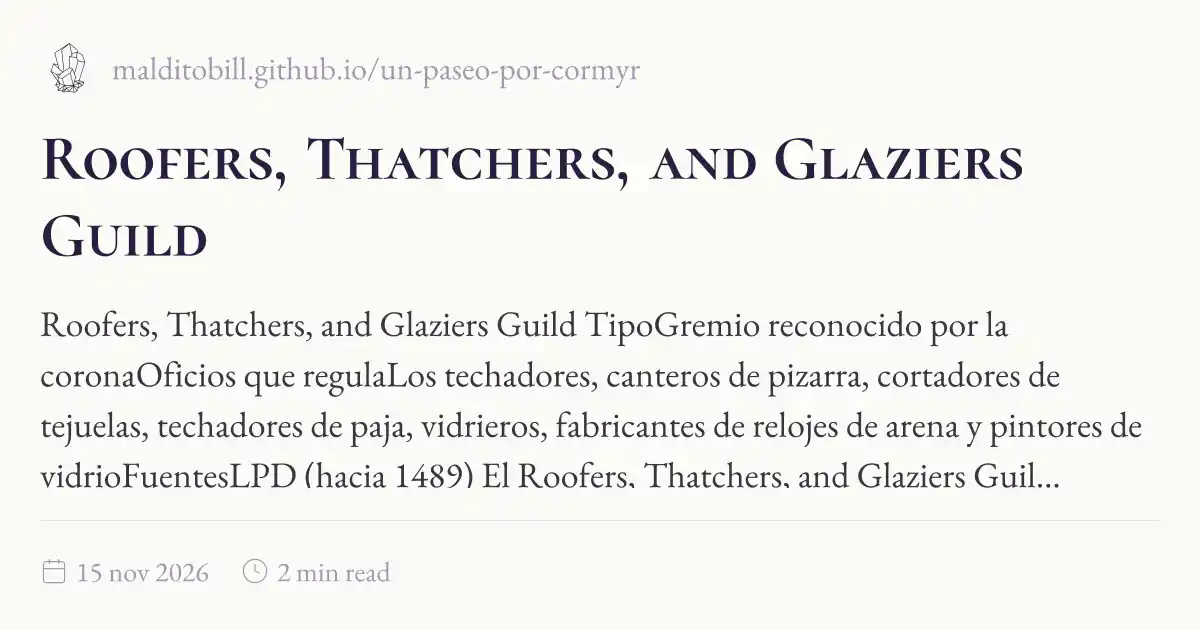 malditobill.github.io/un-paseo-por-cormyr
Roofers, Thatchers, and Glaziers
Guild
Roofers, Thatchers, and Glaziers Guild TipoGremio reconocido por la
coronaOficios que regulaLos techadores, canteros de pizarra, cortadores de
tejuelas, techadores de paja, vidrieros, fabricantes de relojes de arena y pintores de
vidrioFuentesLPD (hacia 1489) El Roofers, Thatchers, and Glaziers Guil...
15 nov 2026
2 min read